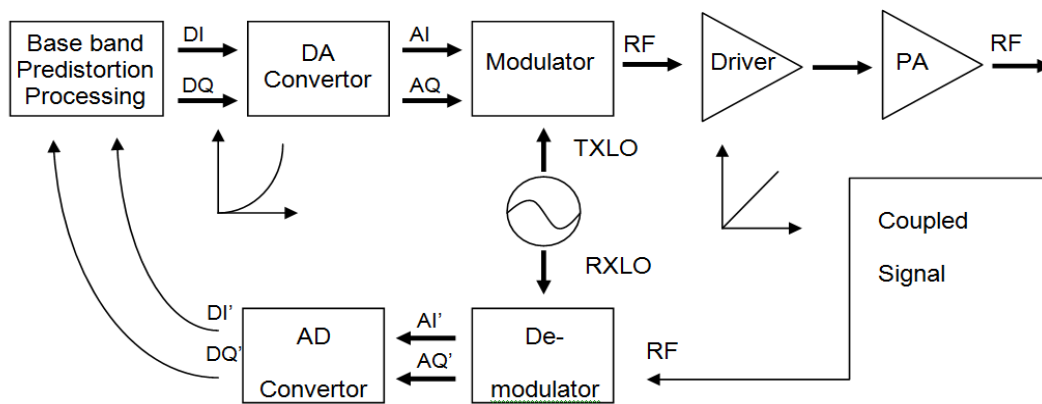 Base band
Predistortion
Processing
DI
DQ
DA
Convertor
AI
AQ
Modulator
RF
Driver
PA
RF
TXLO
RXLO
Coupled
Signal
DI'
DQ'
AD
Convertor
AI'
AQ'
De-
modulator
RF